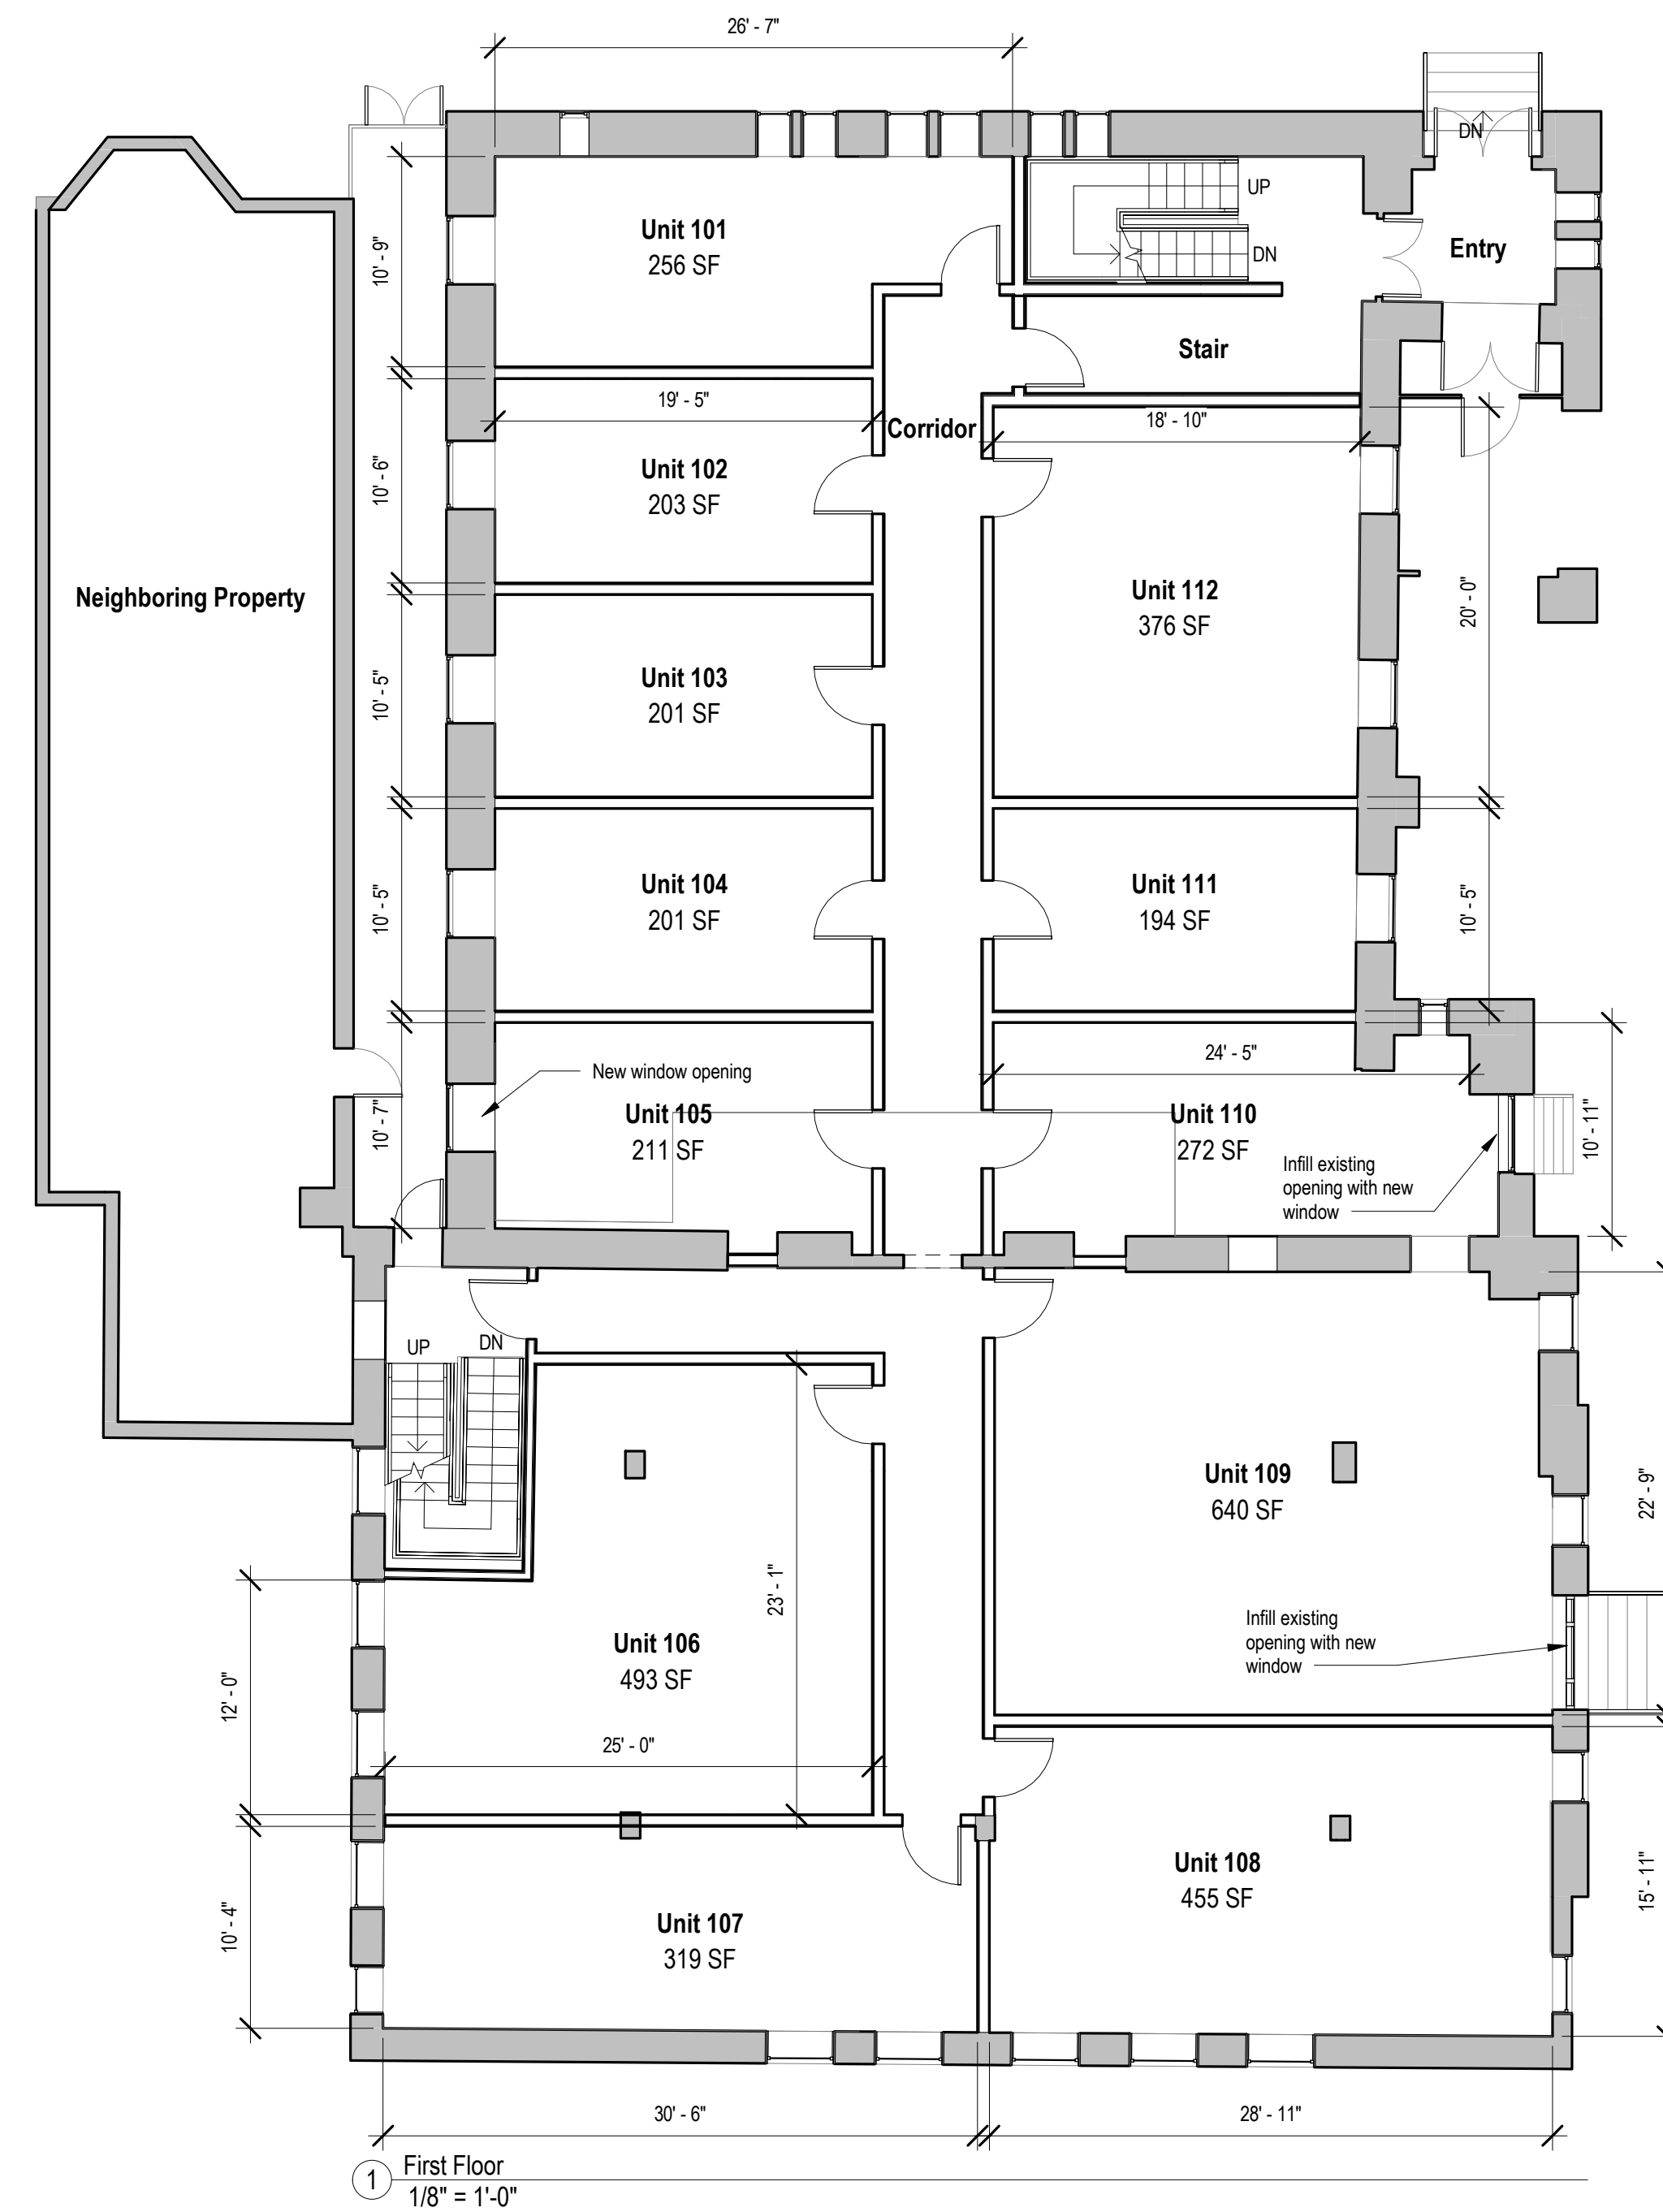 26' - 7"
DN
UP
Unit 101
256 SF
10' - 9"
DN
Entry
Stair
19' - 5"
18' - 10"
Corridor
10' - 6"
Unit 102
203 SF
Neighboring Property
Unit 112
376 SF
20' - 0"
10' - 5"
Unit 103
201 SF
10' - 5"
Unit 104
201 SF
Unit 111
194 SF
10' - 5"
24' - 5"
New window opening
10' - 7"
Unit 105
211 SF
Unit 110
272 SF
10' - 11"
Infill existing
opening with new
window
UP
DN
Unit 109
640 SF
22' - 9"
23' - 1"
Infill existing
opening with new
window
Unit 106
493 SF
12' - 0"
25' - 0"
Unit 108
455 SF
15' - 11"
10' - 4"
Unit 107
319 SF
30' - 6"
28' - 11"
1
First Floor
1/8" = 1'-0"